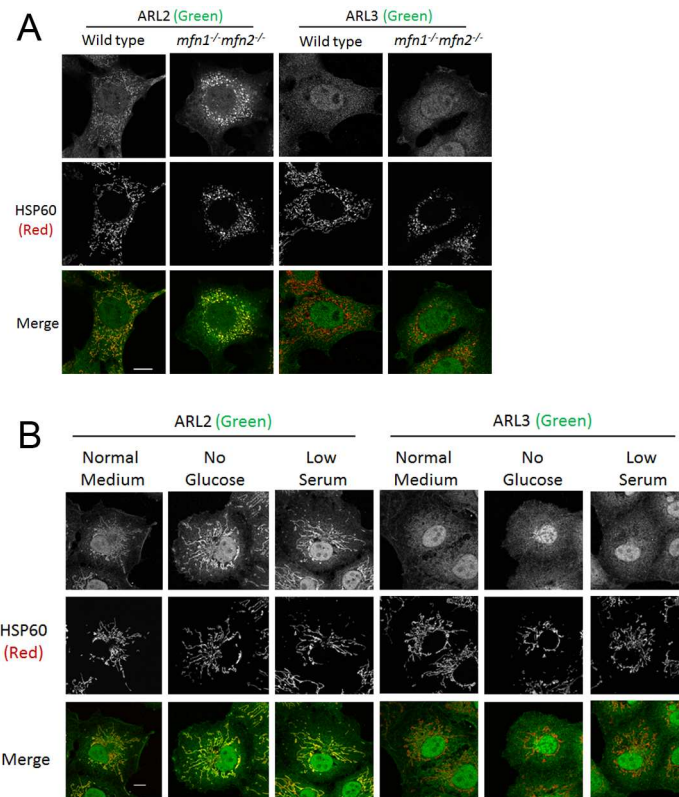 A
ARL2 (Green)
ARL3 (Green)
Wild type
mfn1-/-mfn2-/-
Wild type
mfn1-/-mfn2-/-
HSP60
(Red)
Merge
B
ARL2 (Green)
ARL3 (Green)
Normal
Medium
No
Glucose
Low
Serum
Normal
Medium
No
Glucose
Low
Serum
HSP60
(Red)
Merge